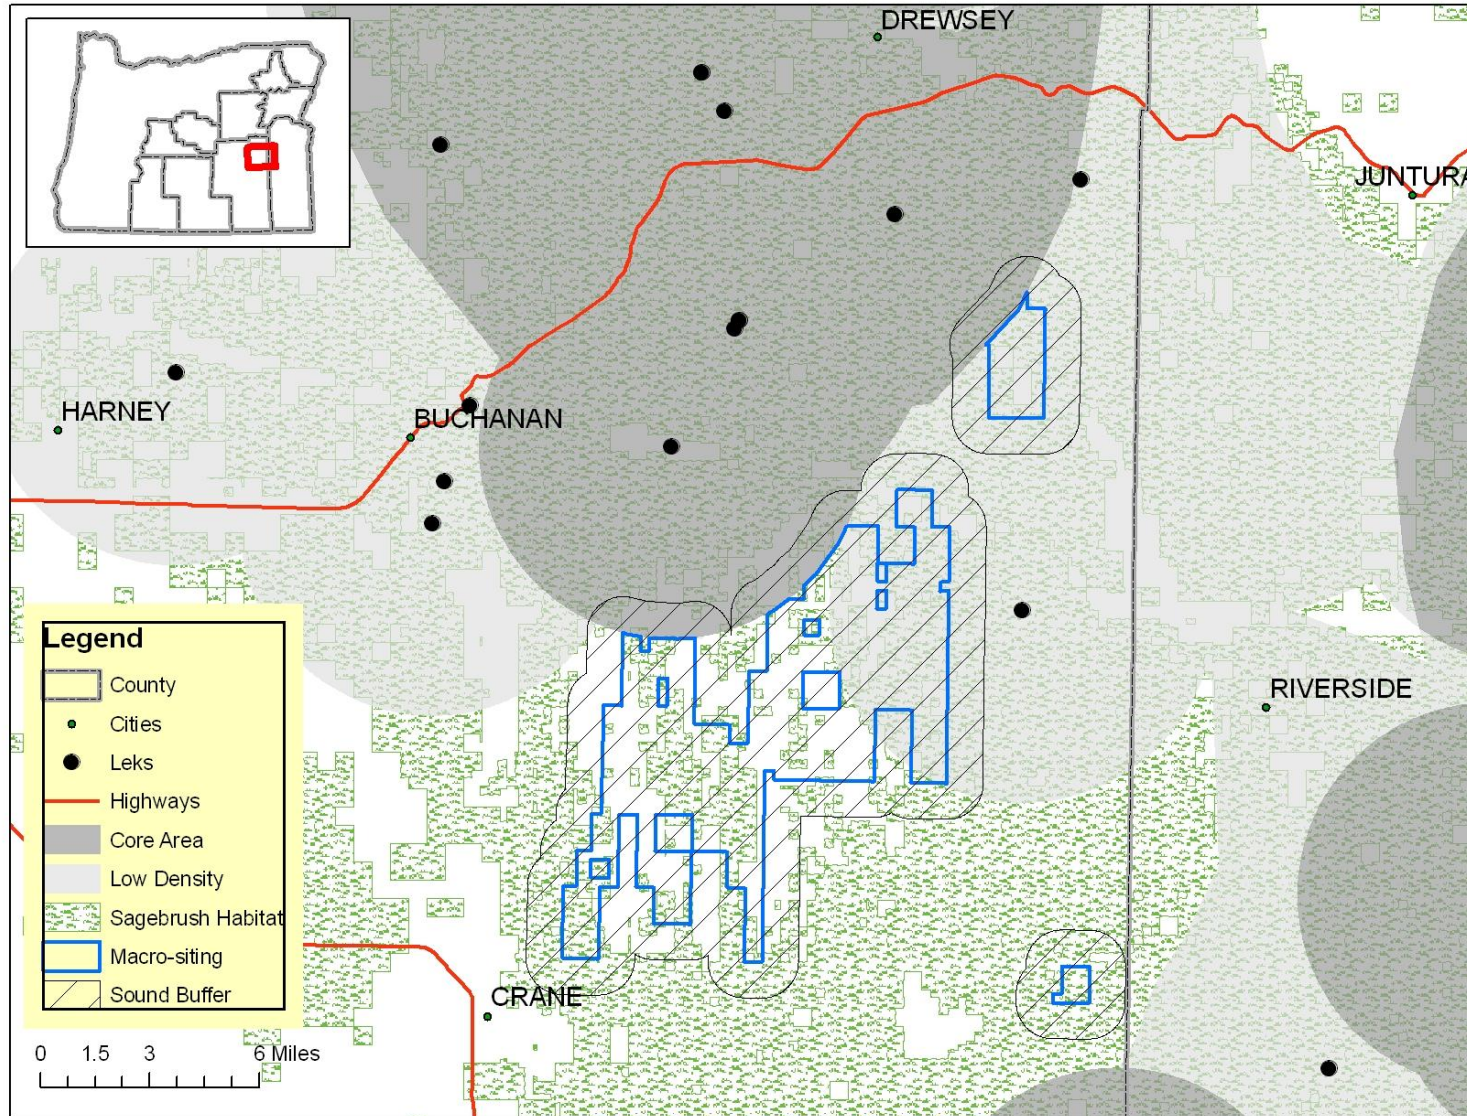 DREWSEY
JUNTURA
HARNEY
BUCHANAN
RIVERSIDE
CRANE
Legend
County
Cities
Leks
Highways
Core Area
Low Density
Sagebrush Habitat
Macro-siting
Sound Buffer
0 1.5 3 6 Miles